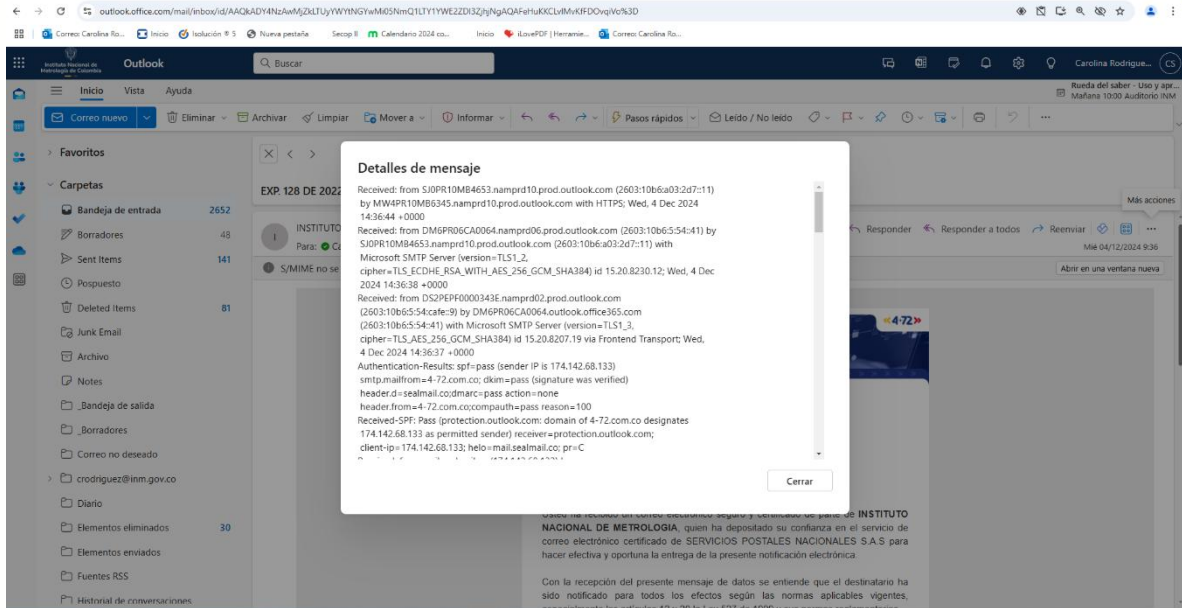 outlook.office.com/mail/inbox/id/AAQkADY4NzAwMjZkLTUyYWYtNGYwMi05NmQ1LTY1YWE2ZDI3ZjhjNgAQAFeHuKKCLvlMvKfFDOvqiVo%3D
Correo: Carolina Ro... Inicio Isolución ® 5 Nueva pestaña Secop II Calendario 2024 co... Inicio iLovePDF | Herramie... Correo: Carolina Ro...
Instituto Nacional de
Metrología de Colombia
Outlook
Buscar
Carolina Rodrigue... CS
Inicio Vista Ayuda
Rueda del saber - Uso y apr...
Mañana 10:00 Auditorio INM
Correo nuevo Eliminar Archivar Limpiar Mover a Informar Pasos rápidos Leído / No leído
Favoritos
Carpetas
Bandeja de entrada 2652
Borradores 48
Sent Items 141
Pospuesto
Deleted Items 81
Junk Email
Archivo
Notes
_Bandeja de salida
_Borradores
Correo no deseado
crodriguez@inm.gov.co
Diario
Elementos eliminados 30
Elementos enviados
Fuentes RSS
Historial de conversaciones
EXP. 128 DE 2022
INSTITUTO
Para: Ca
S/MIME no se
Más acciones
Responder Responder a todos Reenviar
Mié 04/12/2024 9:36
Abrir en una ventana nueva
Detalles de mensaje
Received: from SJ0PR10MB4653.namprd10.prod.outlook.com (2603:10b6:a03:2d7::11)
by MW4PR10MB6345.namprd10.prod.outlook.com with HTTPS; Wed, 4 Dec 2024
14:36:44 +0000
Received: from DM6PR06CA0064.namprd06.prod.outlook.com (2603:10b6:5:54::41) by
SJ0PR10MB4653.namprd10.prod.outlook.com (2603:10b6:a03:2d7::11) with
Microsoft SMTP Server (version=TLS1_2,
cipher=TLS_ECDHE_RSA_WITH_AES_256_GCM_SHA384) id 15.20.8230.12; Wed, 4 Dec
2024 14:36:38 +0000
Received: from DS2PEPF0000343E.namprd02.prod.outlook.com
(2603:10b6:5:54:cafe::9) by DM6PR06CA0064.outlook.office365.com
(2603:10b6:5:54::41) with Microsoft SMTP Server (version=TLS1_3,
cipher=TLS_AES_256_GCM_SHA384) id 15.20.8207.19 via Frontend Transport; Wed,
4 Dec 2024 14:36:37 +0000
Authentication-Results: spf=pass (sender IP is 174.142.68.133)
smtp.mailfrom=4-72.com.co; dkim=pass (signature was verified)
header.d=sealmail.co;dmarc=pass action=none
header.from=4-72.com.co;compauth=pass reason=100
Received-SPF: Pass (protection.outlook.com: domain of 4-72.com.co designates
174.142.68.133 as permitted sender) receiver=protection.outlook.com;
client-ip=174.142.68.133; helo=mail.sealmail.co; pr=C
Cerrar
4-72
Usted ha recibido un correo electrónico seguro y certificado de parte de INSTITUTO
NACIONAL DE METROLOGIA, quien ha depositado su confianza en el servicio de
correo electrónico certificado de SERVICIOS POSTALES NACIONALES S.A.S para
hacer efectiva y oportuna la entrega de la presente notificación electrónica.
Con la recepción del presente mensaje de datos se entiende que el destinatario ha
sido notificado para todos los efectos según las normas aplicables vigentes,